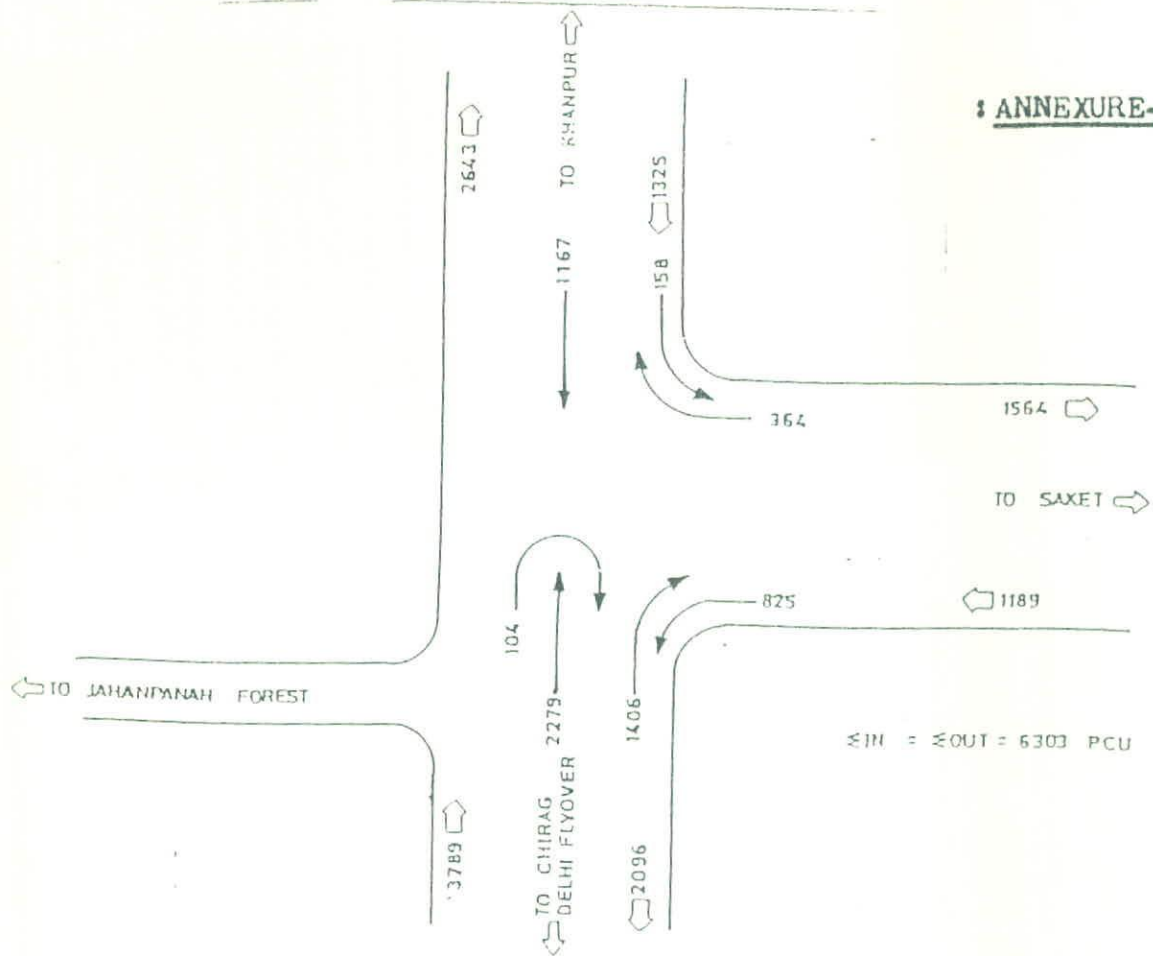 : ANNEXURE-
TO KHANPUR
2643
1325
1167
158
364
1564
TO SAKET
104
825
1189
TO JAHANPANAH FOREST
2279
1406
ΣIN = ΣOUT = 6303 PCU
3789
TO CHIRAG
DELHI FLYOVER
2096